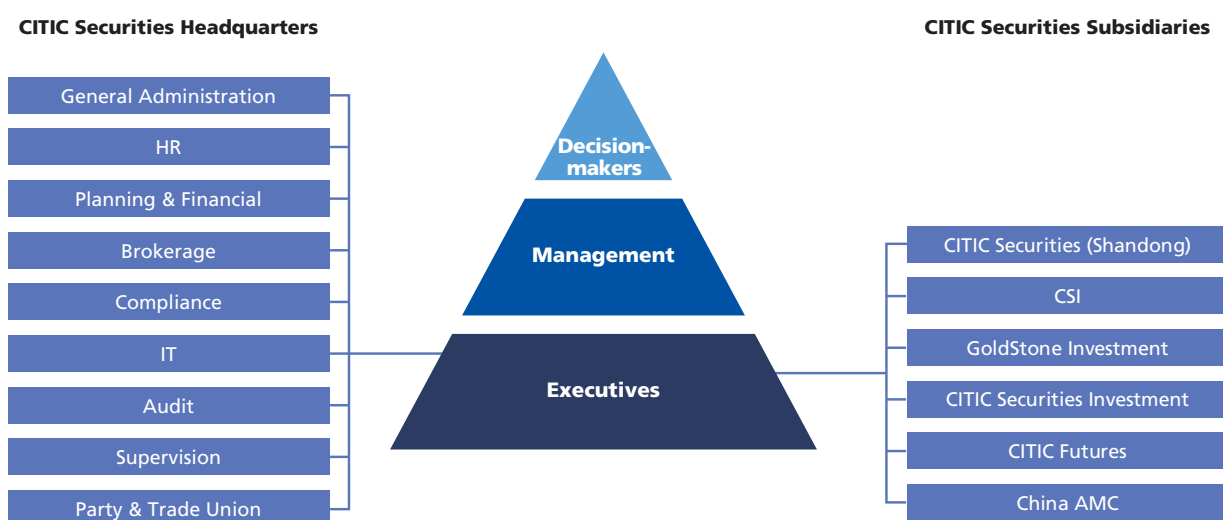 CITIC Securities Headquarters
General Administration
HR
Planning & Financial
Brokerage
Compliance
IT
Audit
Supervision
Party & Trade Union
Decision-
makers
Management
Executives
CITIC Securities Subsidiaries
CITIC Securities (Shandong)
CSI
GoldStone Investment
CITIC Securities Investment
CITIC Futures
China AMC